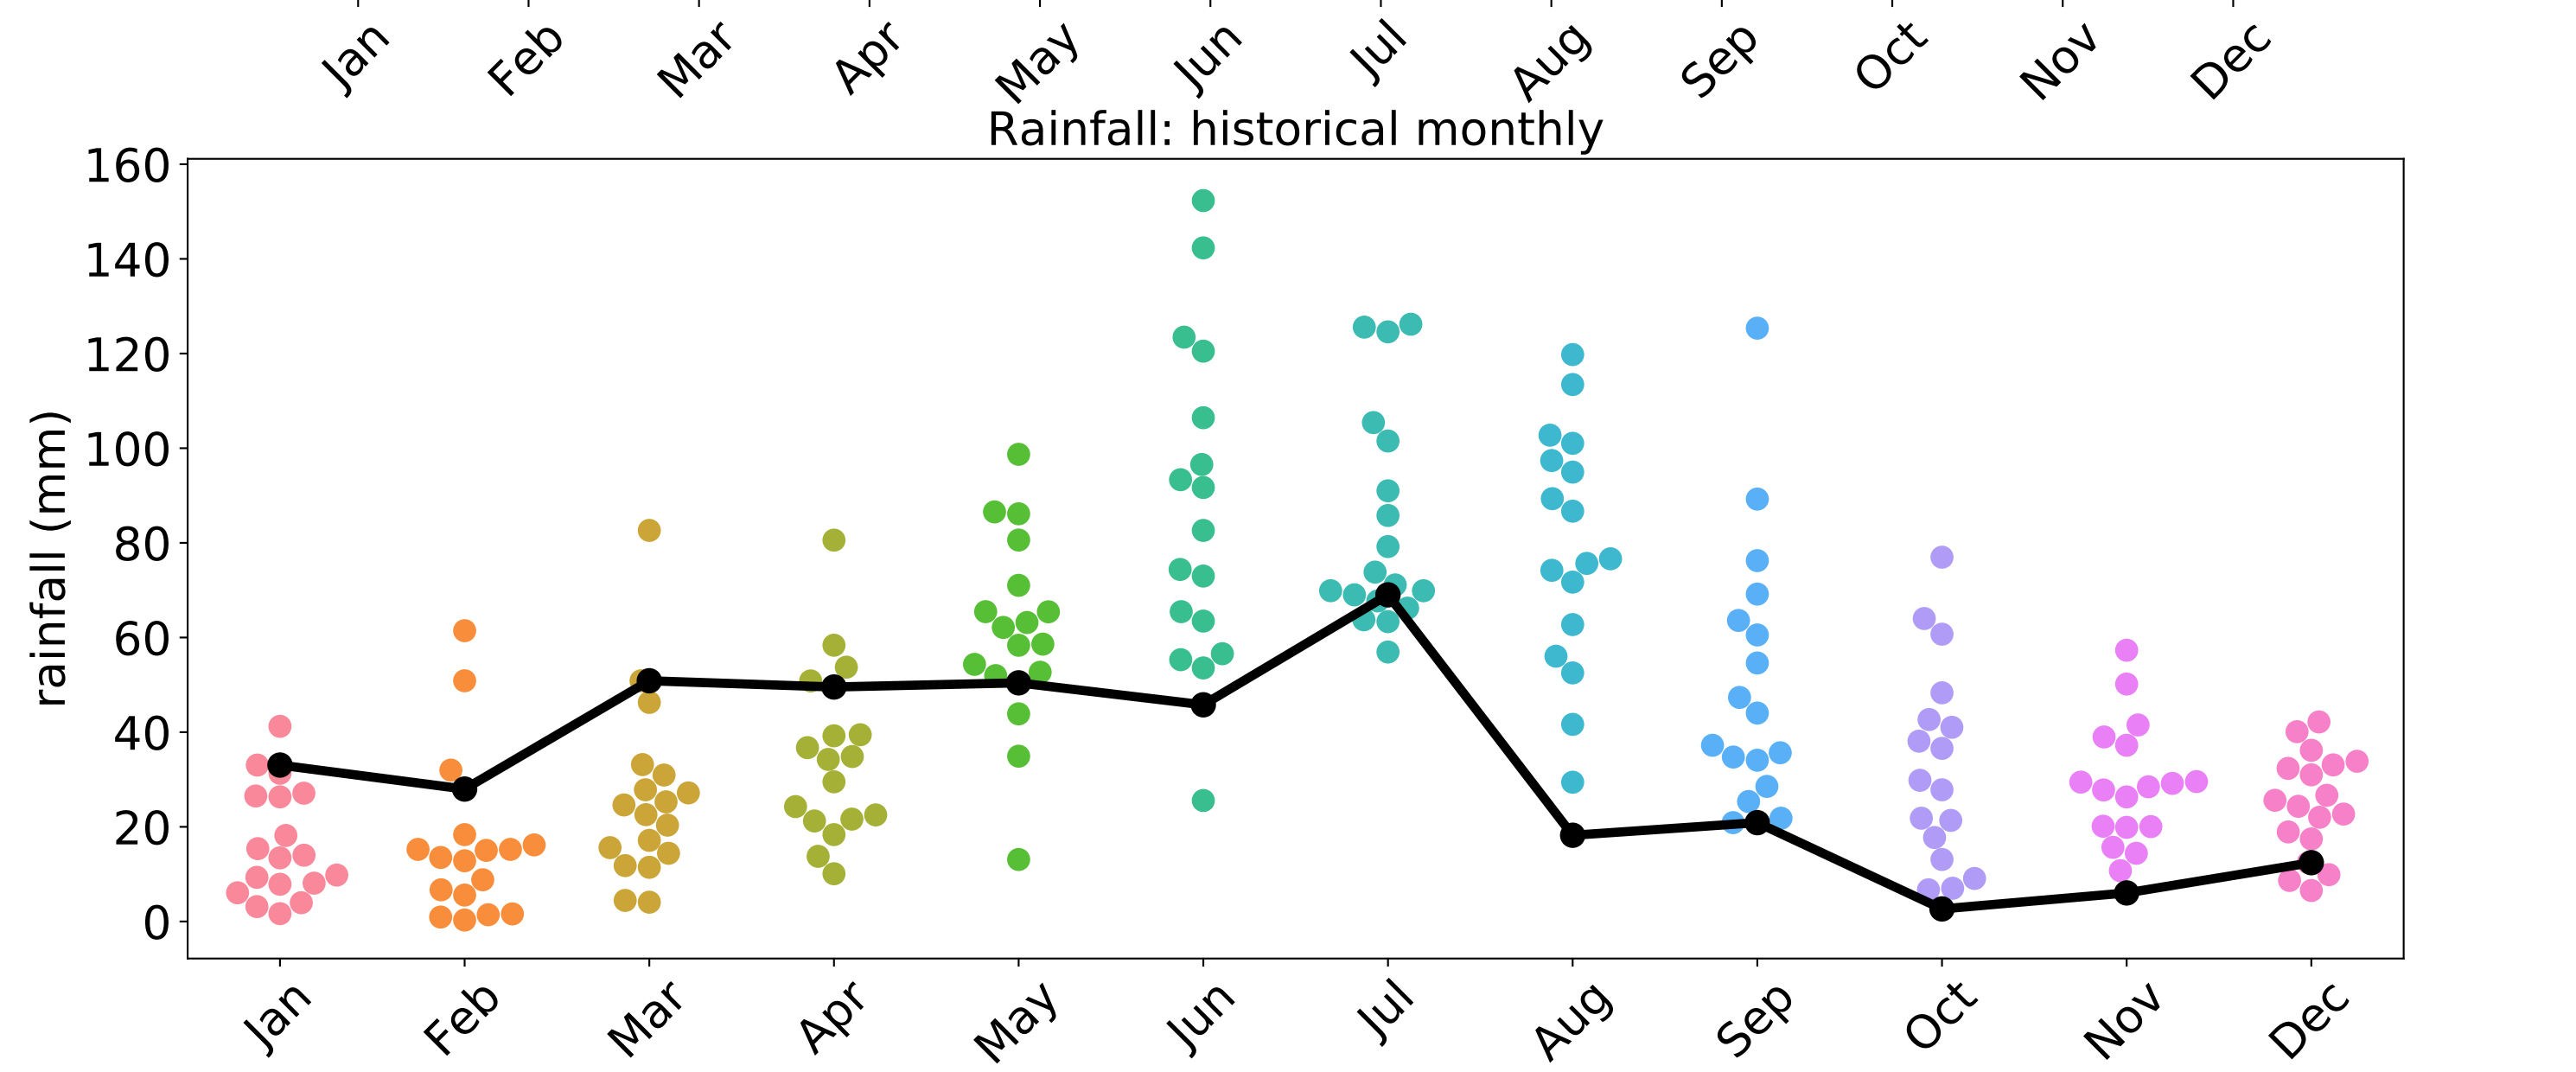 Jan Feb Mar Apr May Jun Jul Aug Sep Oct Nov Dec
Rainfall: historical monthly
160
140
120
100
80
60
40
20
0
rainfall (mm)
Jan Feb Mar Apr May Jun Jul Aug Sep Oct Nov Dec